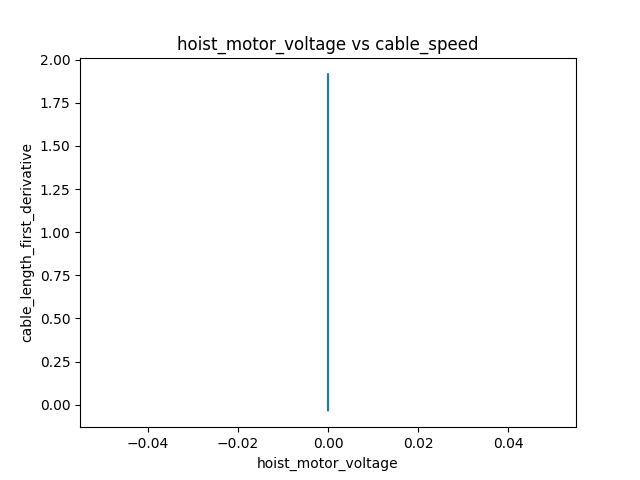 hoist_motor_voltage vs cable_speed
2.00
1.75
1.50
1.25
1.00
0.75
0.50
0.25
0.00
cable_length_first_derivative
−0.04 −0.02 0.00 0.02 0.04
hoist_motor_voltage